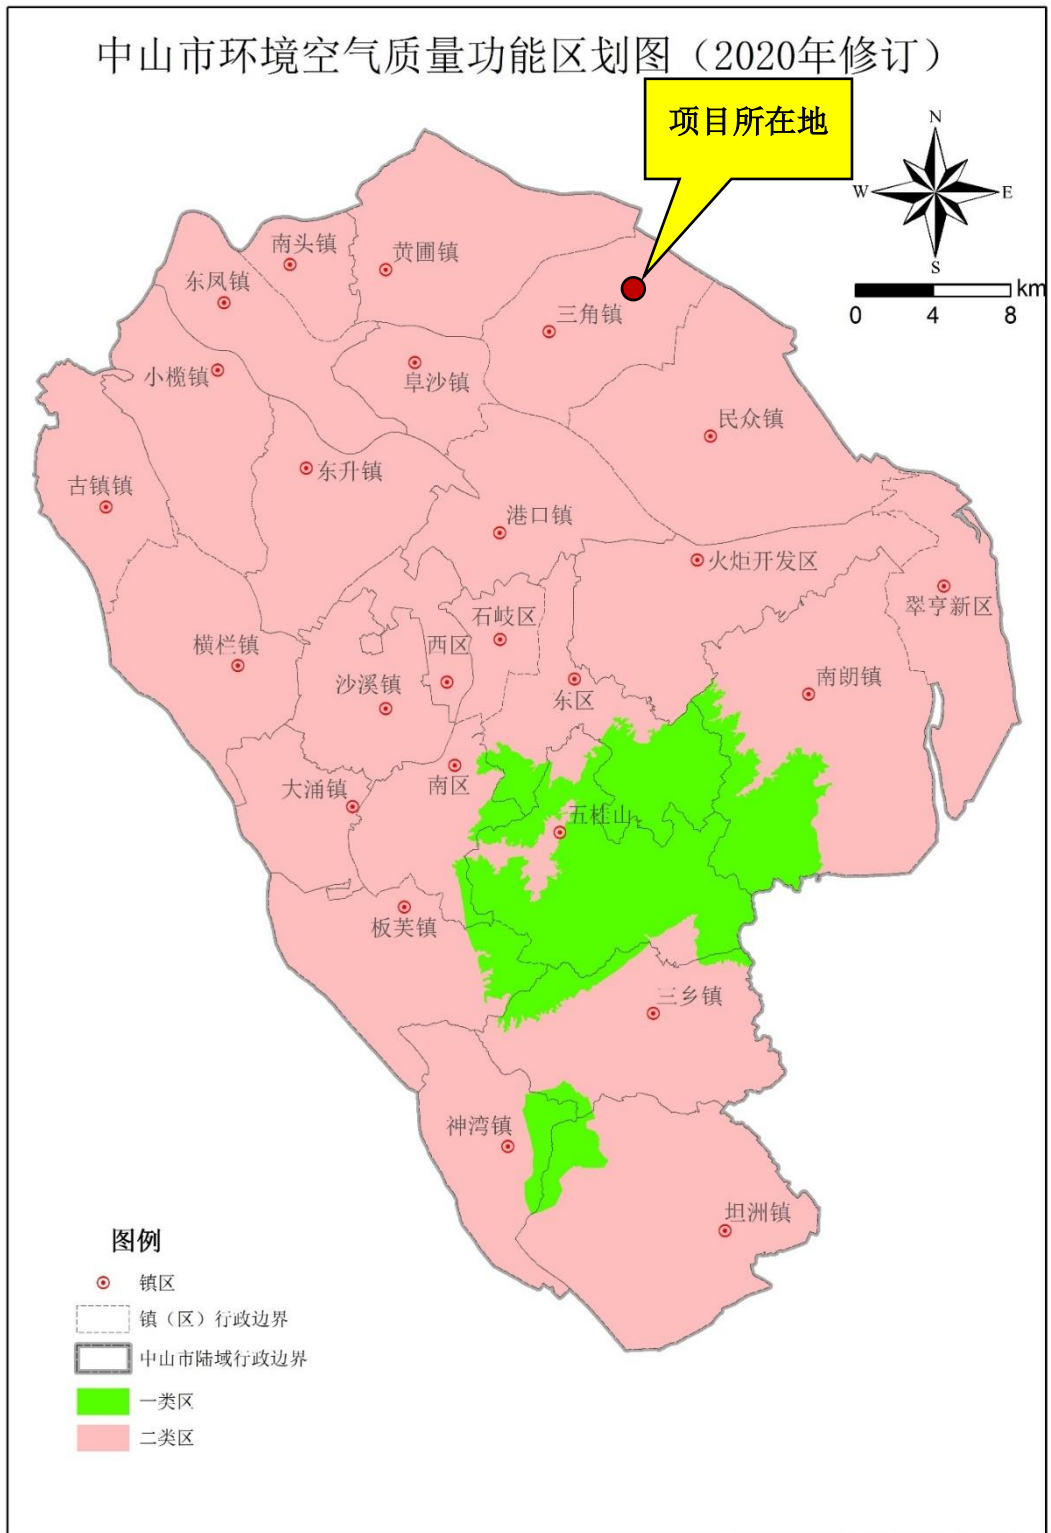 中山市环境空气质量功能区划图（2020年修订）
项目所在地
N
W
E
S
km
0 4 8
南头镇
黄圃镇
东凤镇
三角镇
小榄镇
阜沙镇
民众镇
东升镇
古镇镇
港口镇
火炬开发区
翠亨新区
石岐区
西区
横栏镇
沙溪镇
东区
南朗镇
南区
大涌镇
五桂山
板芙镇
三乡镇
神湾镇
坦洲镇
图例
镇区
镇（区）行政边界
中山市陆域行政边界
一类区
二类区